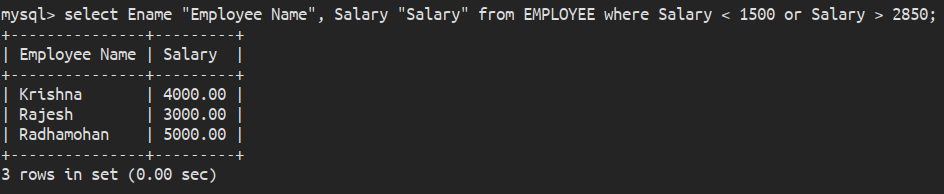 mysql> select Ename "Employee Name", Salary "Salary" from EMPLOYEE where Salary < 1500 or Salary > 2850;
+---------------+---------+
| Employee Name | Salary  |
+---------------+---------+
| Krishna       | 4000.00 |
| Rajesh        | 3000.00 |
| Radhamohan    | 5000.00 |
+---------------+---------+
3 rows in set (0.00 sec)